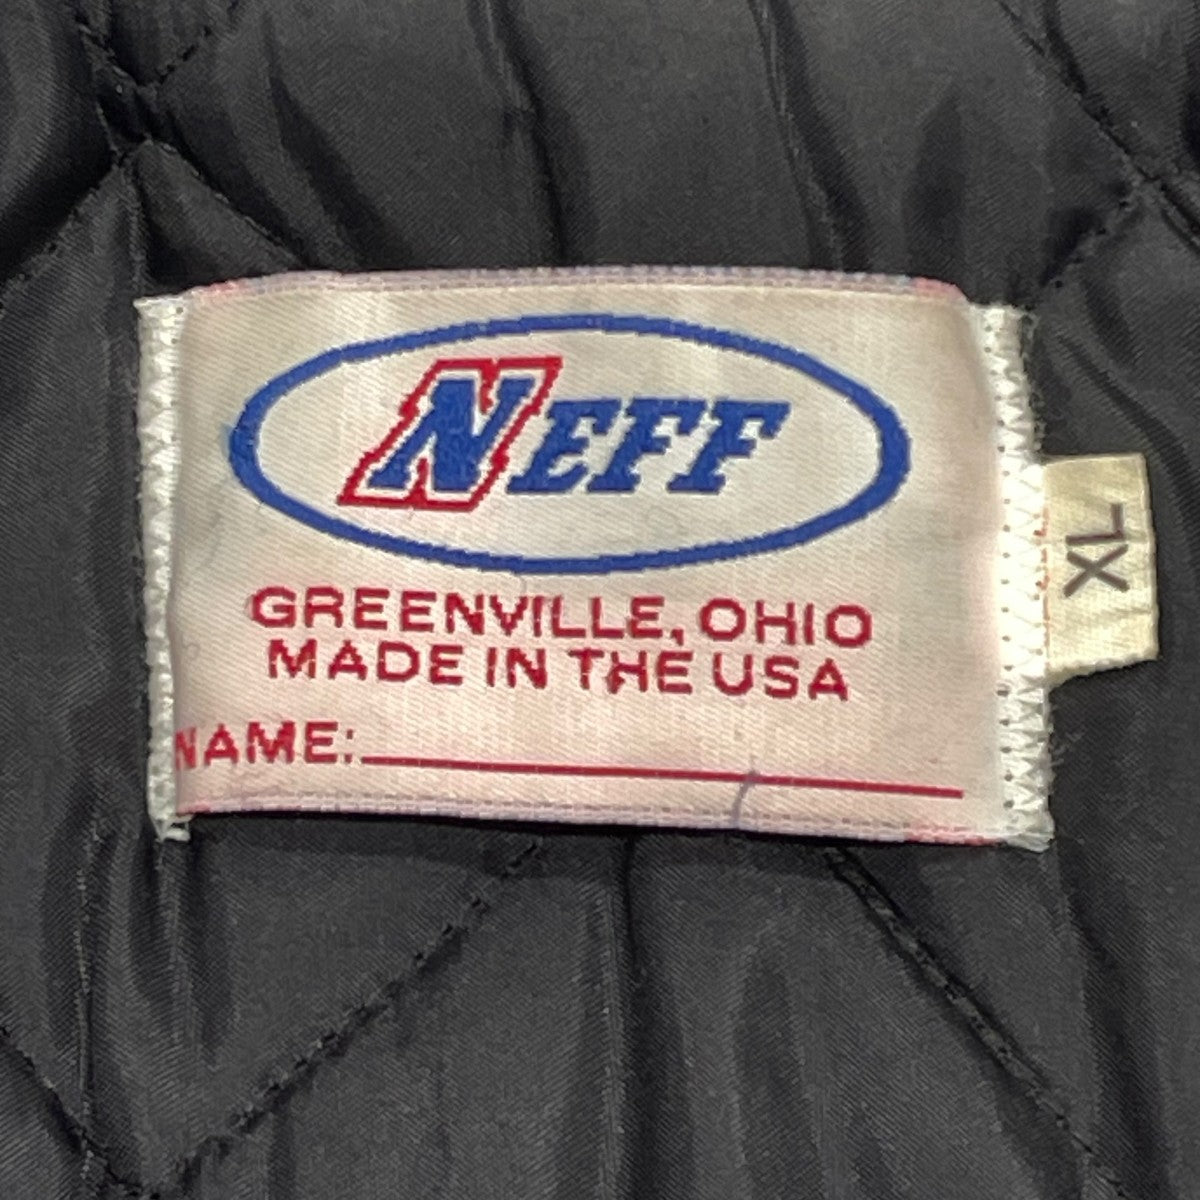 NEFF
GREENVILLE, OHIO
MADE IN THE USA
NAME:
XL